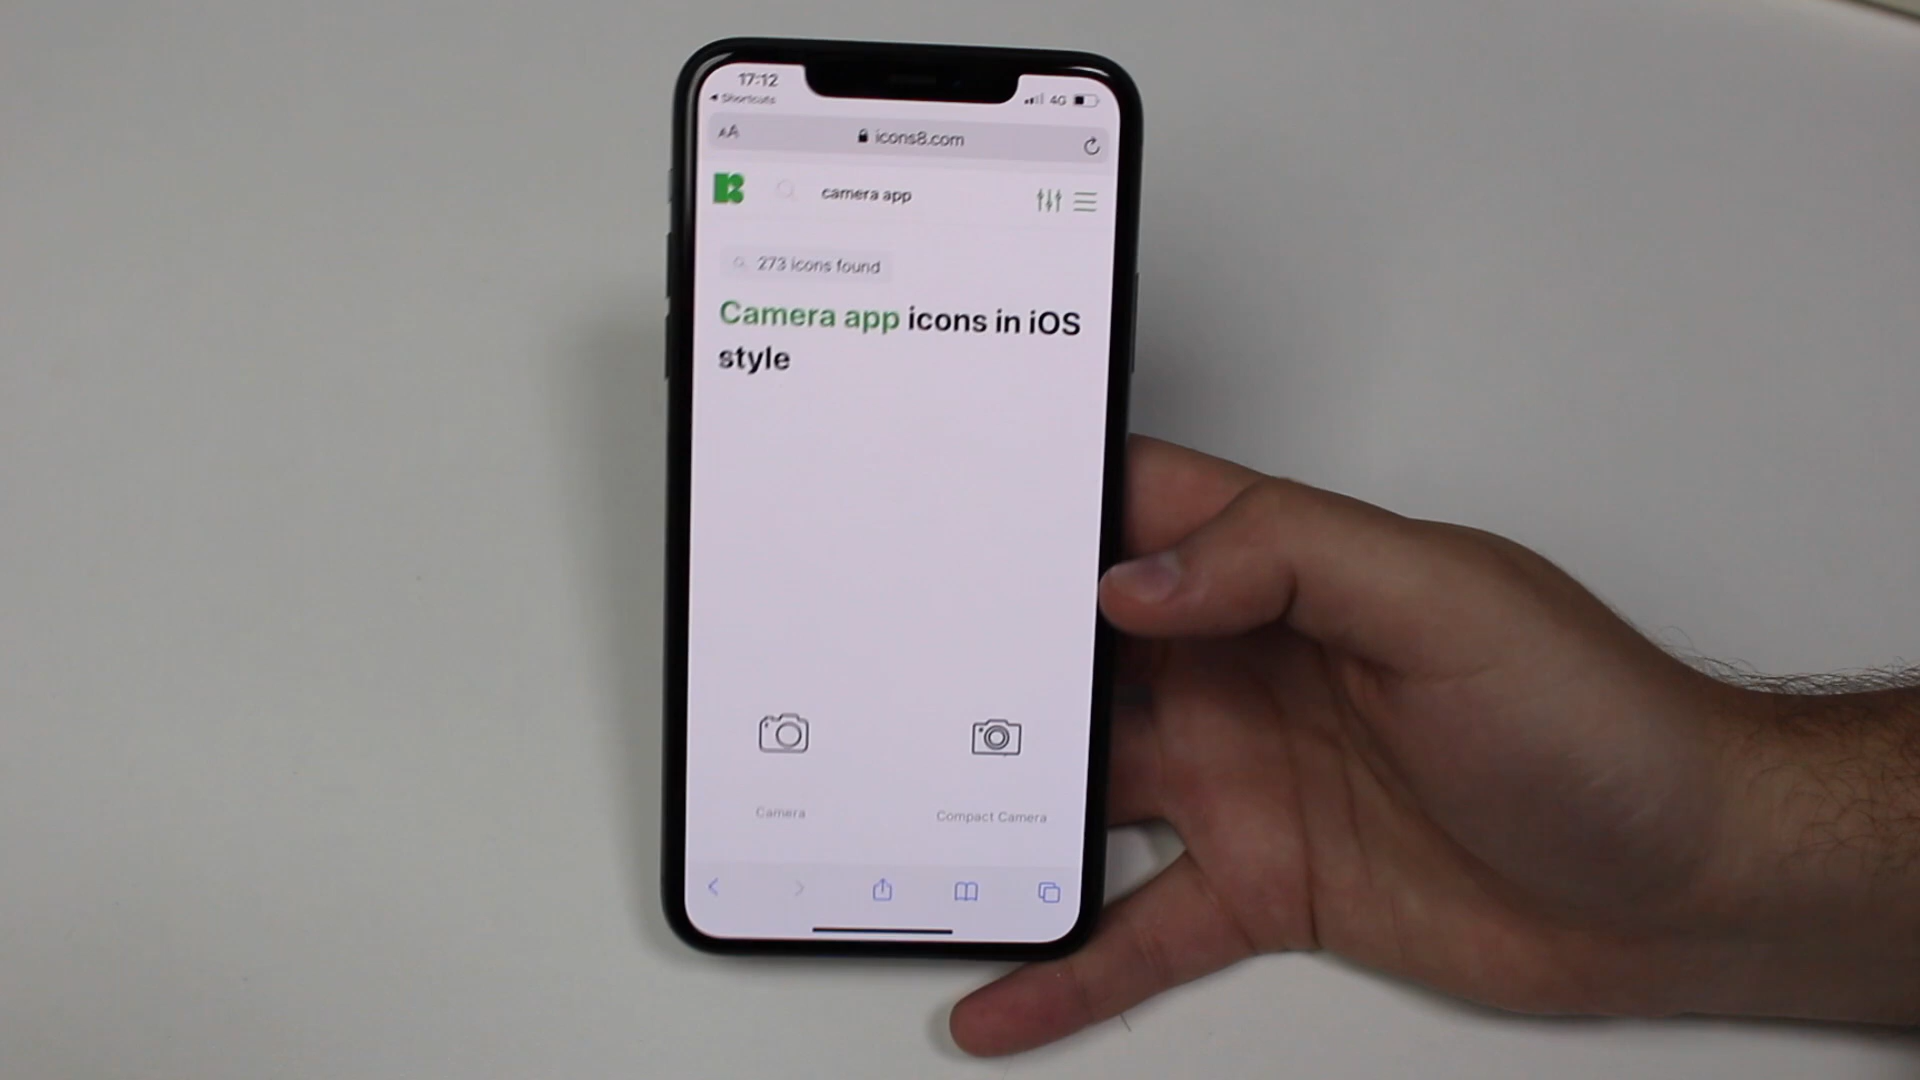 17:12
Shortcuts
4G
AA
icons8.com
camera app
273 icons found
Camera app icons in iOS
style
Camera
Compact Camera